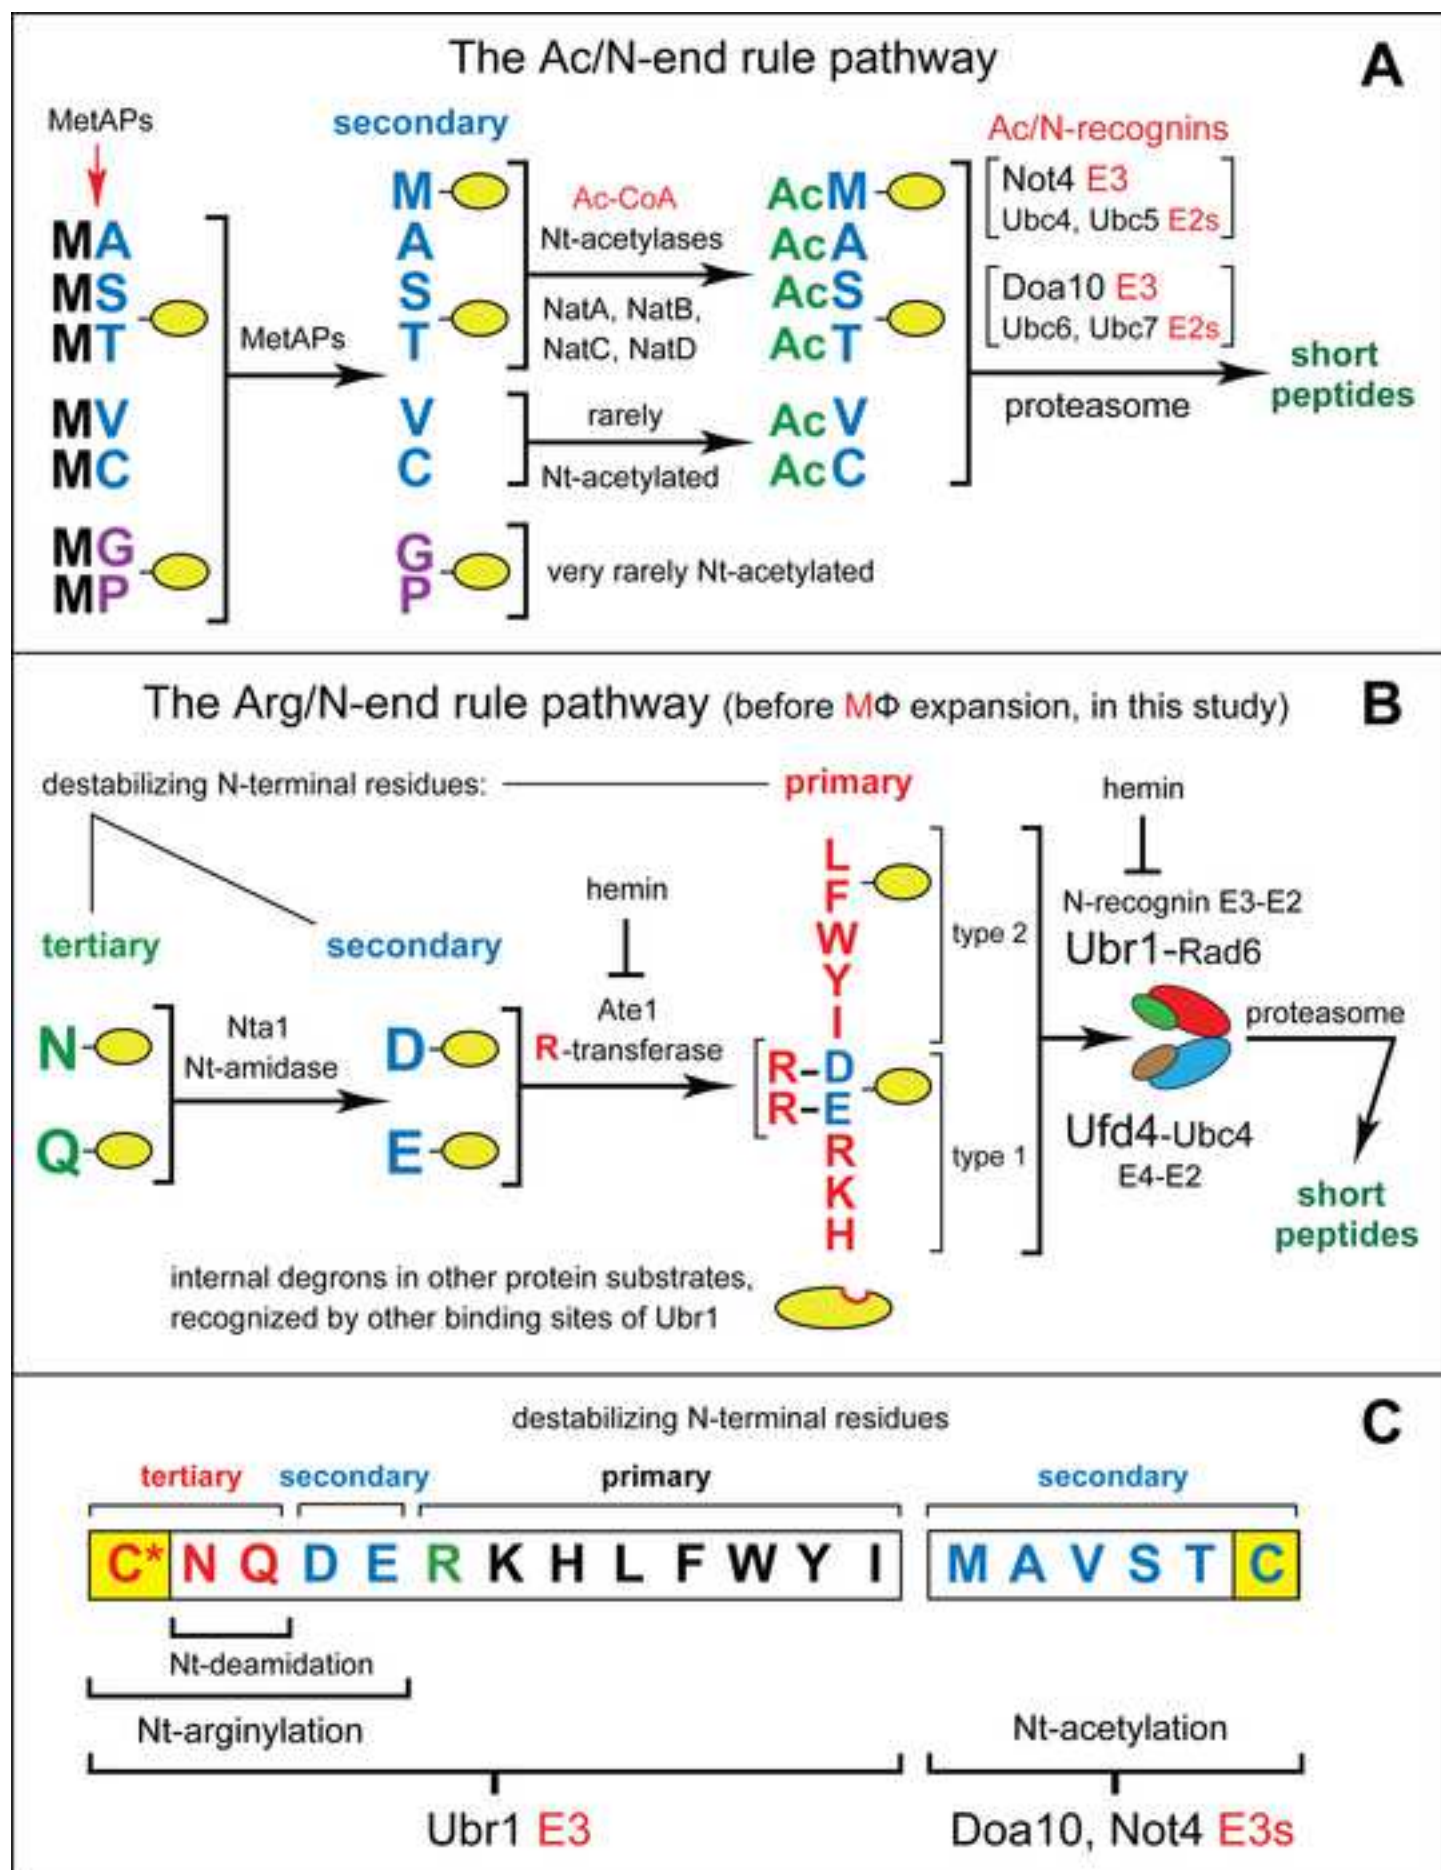 The Ac/N-end rule pathway
A
MetAPs
secondary
Ac/N-recognins
MA
MS
MT
MV
MC
MG
MP
MetAPs
M
A
S
T
V
C
G
P
Ac-CoA
Nt-acetylases
NatA, NatB,
NatC, NatD
rarely
Nt-acetylated
very rarely Nt-acetylated
AcM
AcA
AcS
AcT
AcV
AcC
Not4 E3
Ubc4, Ubc5 E2s
Doa10 E3
Ubc6, Ubc7 E2s
proteasome
short
peptides
The Arg/N-end rule pathway (before MΦ expansion, in this study)
B
destabilizing N-terminal residues:
primary
tertiary
secondary
N
Q
Nta1
Nt-amidase
D
E
hemin
Ate1
R-transferase
L
F
W
Y
I
R-D
R-E
R
K
H
type 2
type 1
hemin
N-recognin E3-E2
Ubr1-Rad6
proteasome
Ufd4-Ubc4
E4-E2
short
peptides
internal degrons in other protein substrates,
recognized by other binding sites of Ubr1
C
destabilizing N-terminal residues
tertiary secondary primary secondary
C* N Q D E R K H L F W Y I M A V S T C
Nt-deamidation
Nt-arginylation
Nt-acetylation
Ubr1 E3
Doa10, Not4 E3s